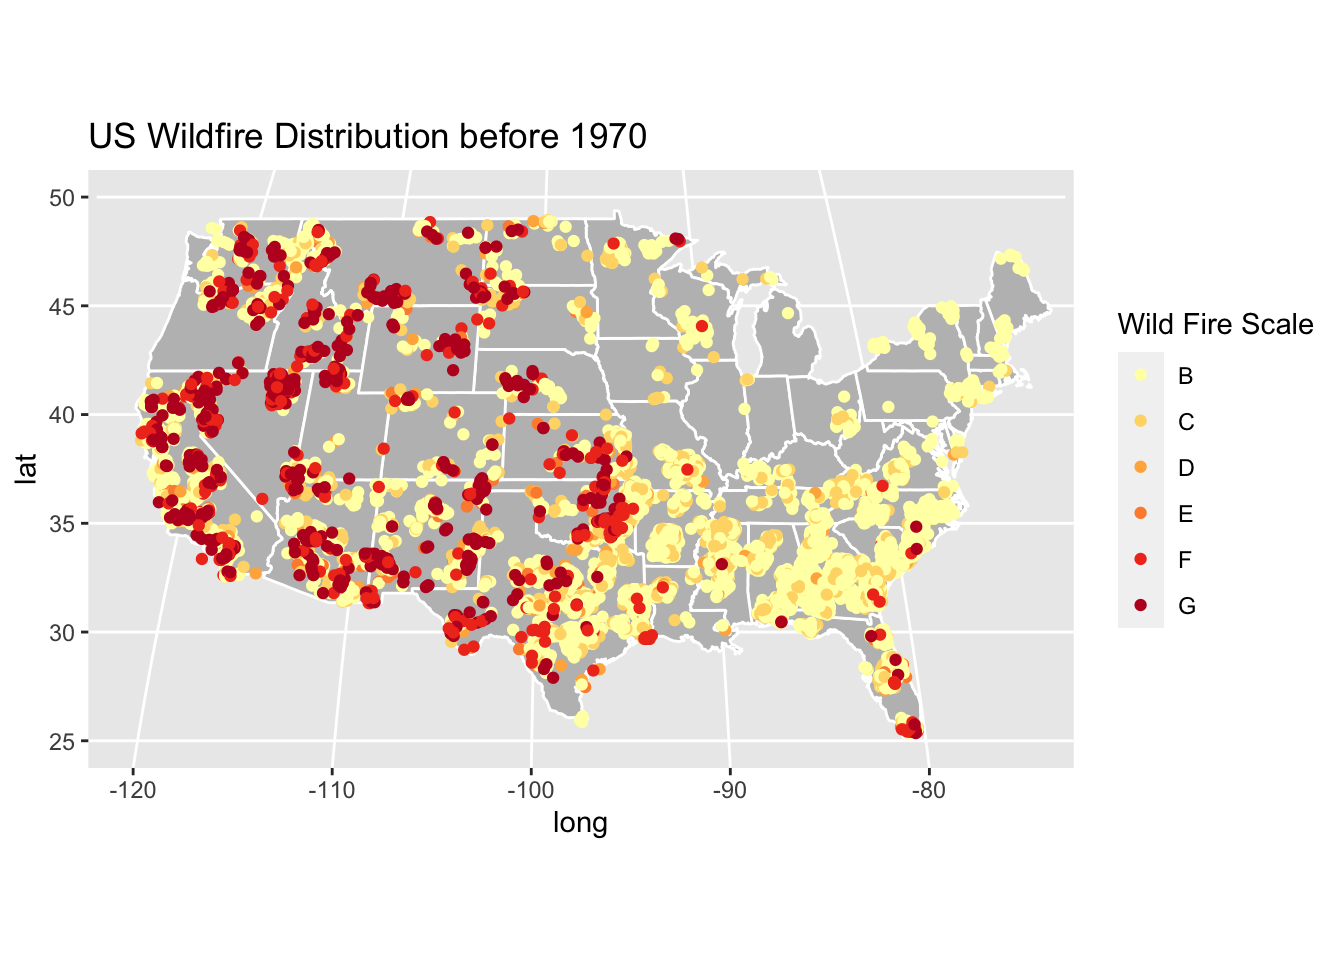 US Wildfire Distribution before 1970
50
45
40
35
30
25
lat
-120
-110
-100
-90
-80
long
Wild Fire Scale
B
C
D
E
F
G